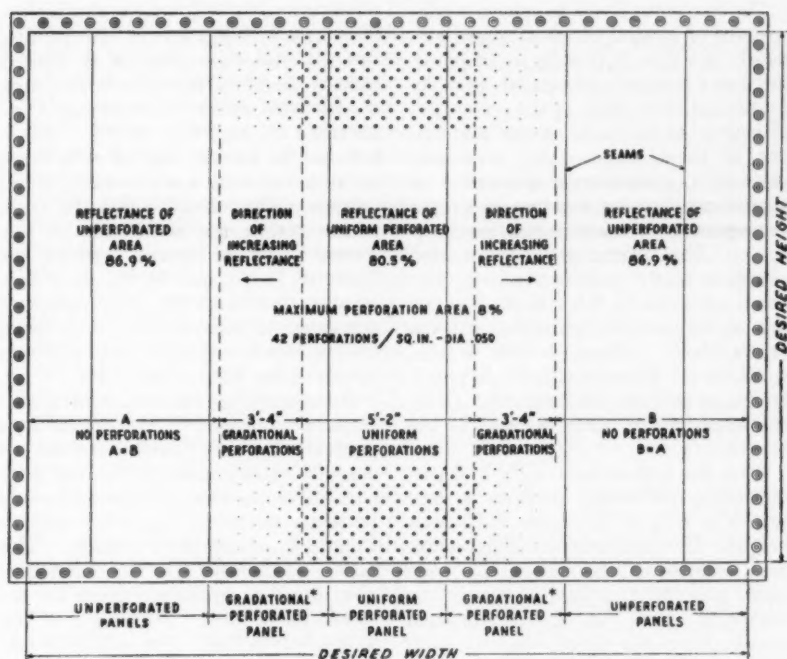 SEAMS
REFLECTANCE OF
UNPERFORATED
AREA
86.9 %
DIRECTION
OF
INCREASING
REFLECTANCE
REFLECTANCE OF
UNIFORM PERFORATED
AREA
80.3 %
DIRECTION
OF
INCREASING
REFLECTANCE
REFLECTANCE OF
UNPERFORATED
AREA
86.9 %
DESIRED HEIGHT
MAXIMUM PERFORATION AREA 8%
42 PERFORATIONS / SQ.IN. - DIA .050
A
NO PERFORATIONS
A = B
3'-4"
GRADATIONAL
PERFORATIONS
5'-2"
UNIFORM
PERFORATIONS
3'-4"
GRADATIONAL
PERFORATIONS
B
NO PERFORATIONS
B = A
UNPERFORATED
PANELS
GRADATIONAL*
PERFORATED
PANEL
UNIFORM
PERFORATED
PANEL
GRADATIONAL*
PERFORATED
PANEL
UNPERFORATED
PANELS
DESIRED WIDTH